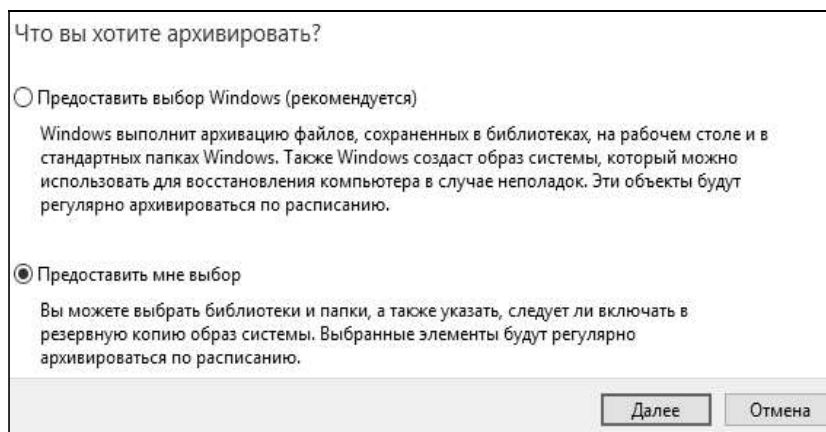 Что вы хотите архивировать?
Предоставить выбор Windows (рекомендуется)
Windows выполнит архивацию файлов, сохраненных в библиотеках, на рабочем столе и в
стандартных папках Windows. Также Windows создаст образ системы, который можно
использовать для восстановления компьютера в случае неполадок. Эти объекты будут
регулярно архивироваться по расписанию.
Предоставить мне выбор
Вы можете выбрать библиотеки и папки, а также указать, следует ли включать в
резервную копию образ системы. Выбранные элементы будут регулярно
архивироваться по расписанию.
Далее Отмена